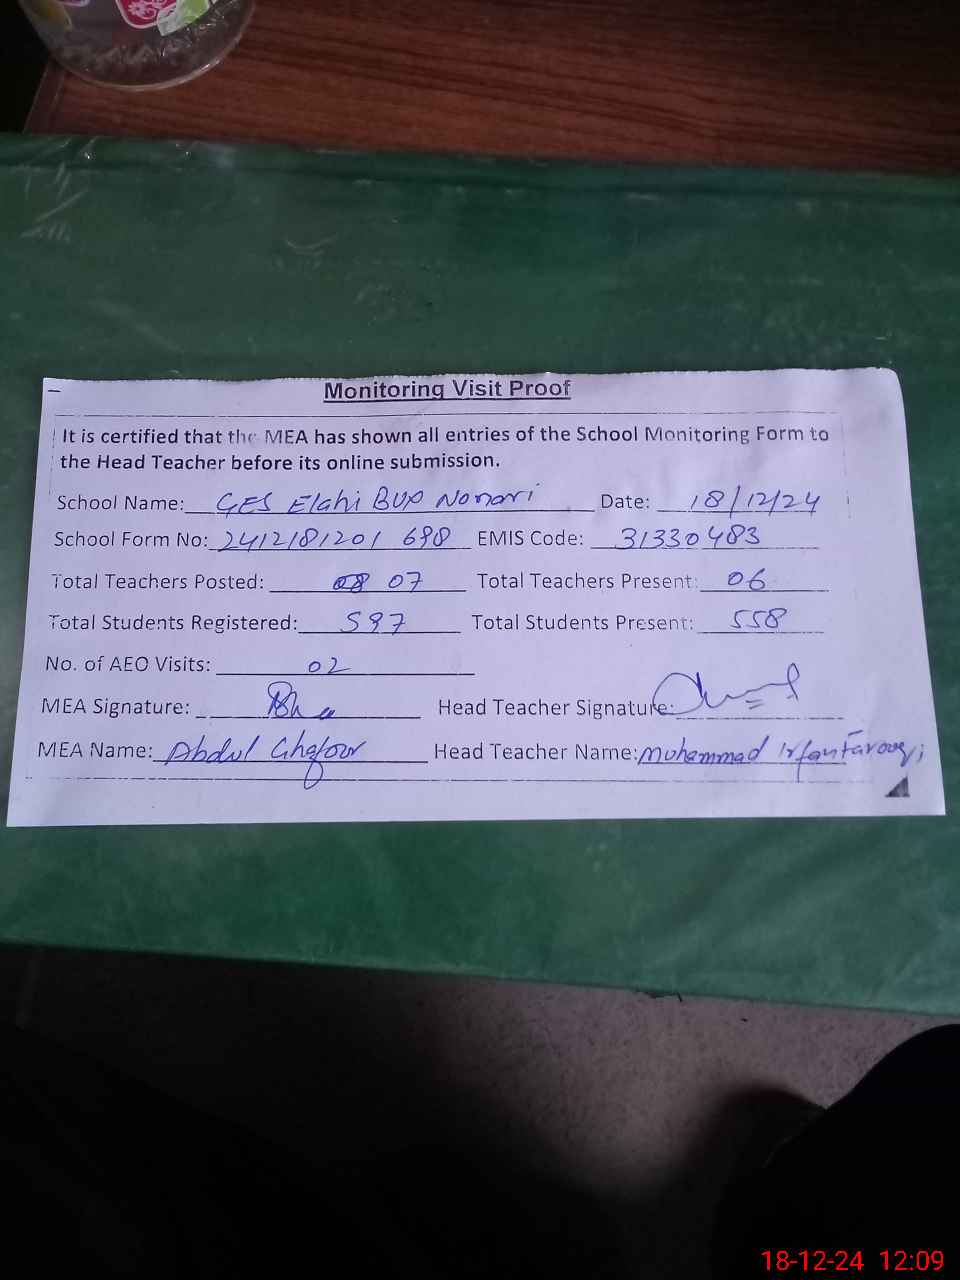 Monitoring Visit Proof
It is certified that the MEA has shown all entries of the School Monitoring Form to
the Head Teacher before its online submission.
School Name: GES Elahi Bux Nonari Date: 18/12/24
School Form No: 2412181201 698 EMIS Code: 31330483
Total Teachers Posted: 07 Total Teachers Present: 06
Total Students Registered: 597 Total Students Present: 558
No. of AEO Visits: 02
MEA Signature: Head Teacher Signature:
MEA Name: Abdul Ghafoor Head Teacher Name: Muhammad Irfan Farooqi
18-12-24 12:09